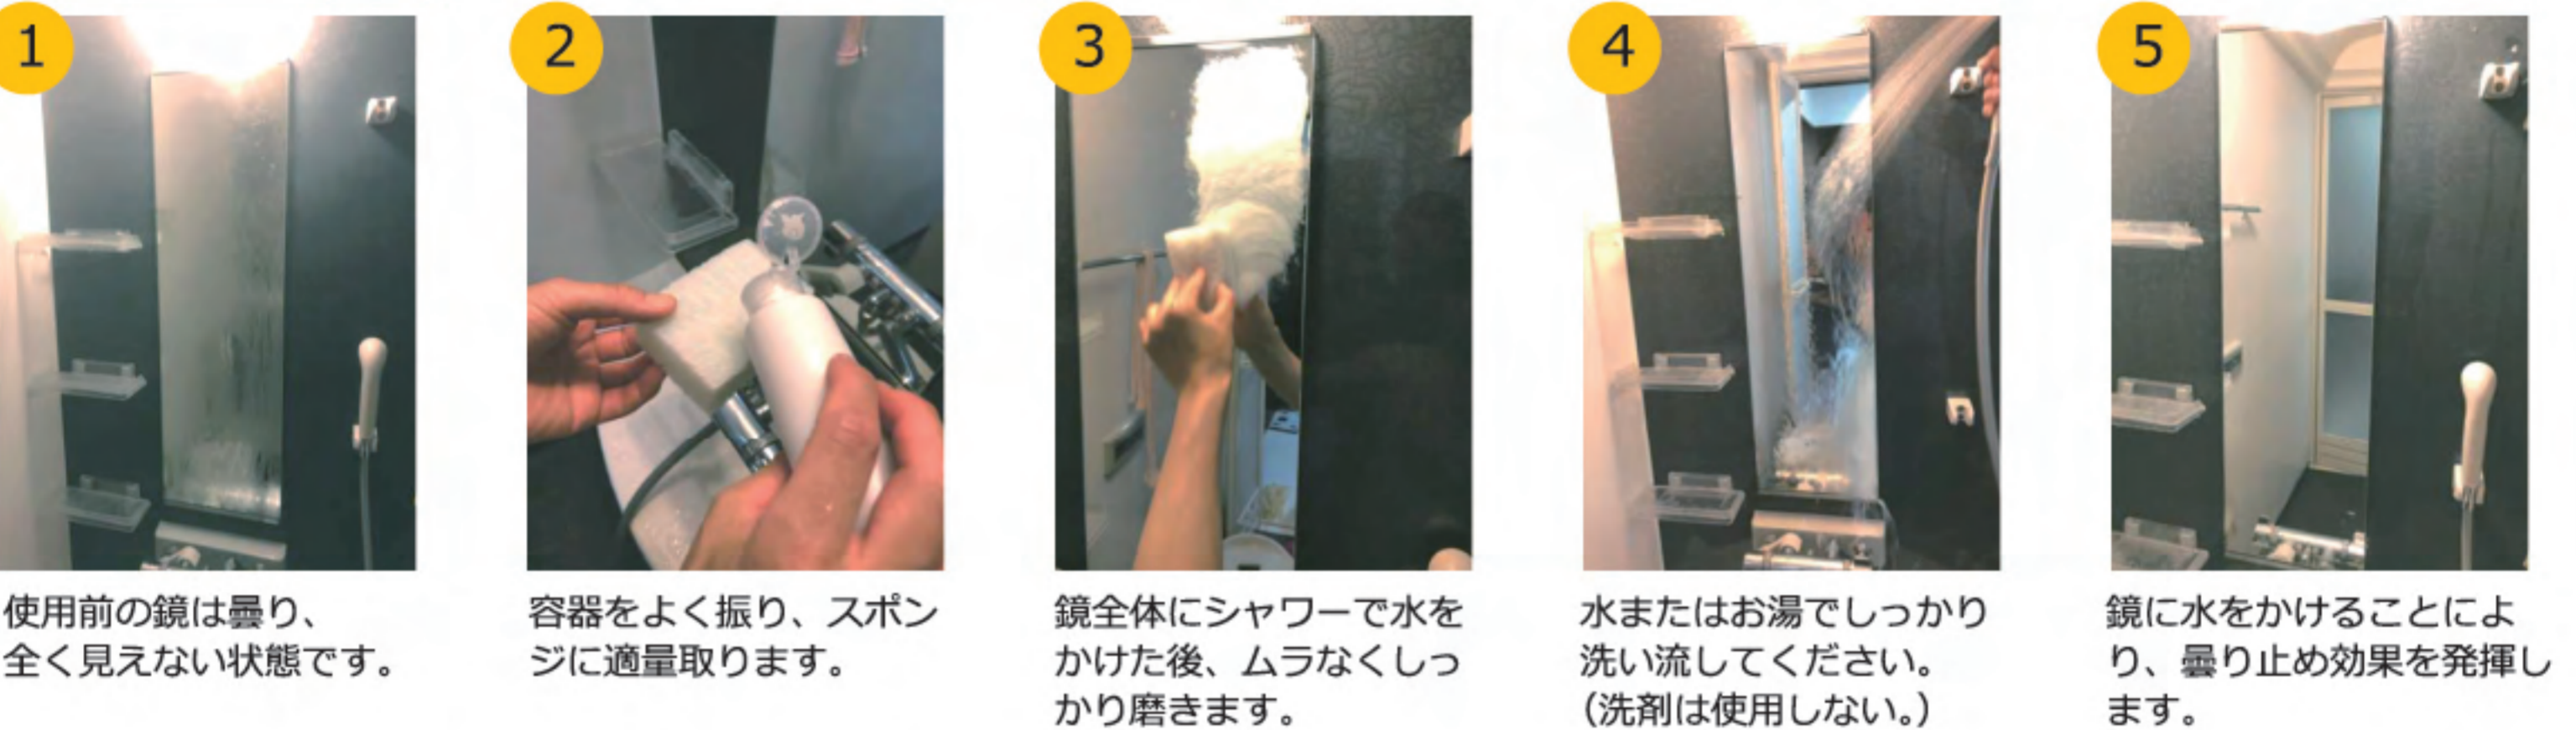 1
使用前の鏡は曇り、
全く見えない状態です。
2
容器をよく振り、スポン
ジに適量取ります。
3
鏡全体にシャワーで水を
かけた後、ムラなくしっ
かり磨きます。
4
水またはお湯でしっかり
洗い流してください。
（洗剤は使用しない。）
5
鏡に水をかけることによ
り、曇り止め効果を発揮し
ます。